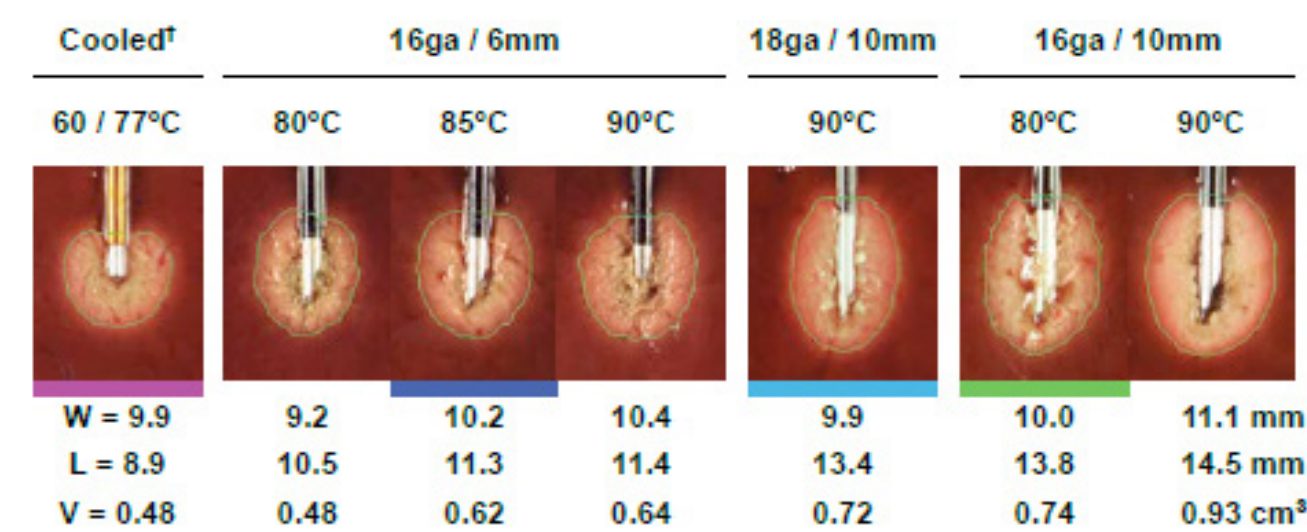 Cooled† 16ga / 6mm 18ga / 10mm 16ga / 10mm
60 / 77°C 80°C 85°C 90°C 90°C 80°C 90°C
W = 9.9 9.2 10.2 10.4 9.9 10.0 11.1 mm
L = 8.9 10.5 11.3 11.4 13.4 13.8 14.5 mm
V = 0.48 0.48 0.62 0.64 0.72 0.74 0.93 cm³